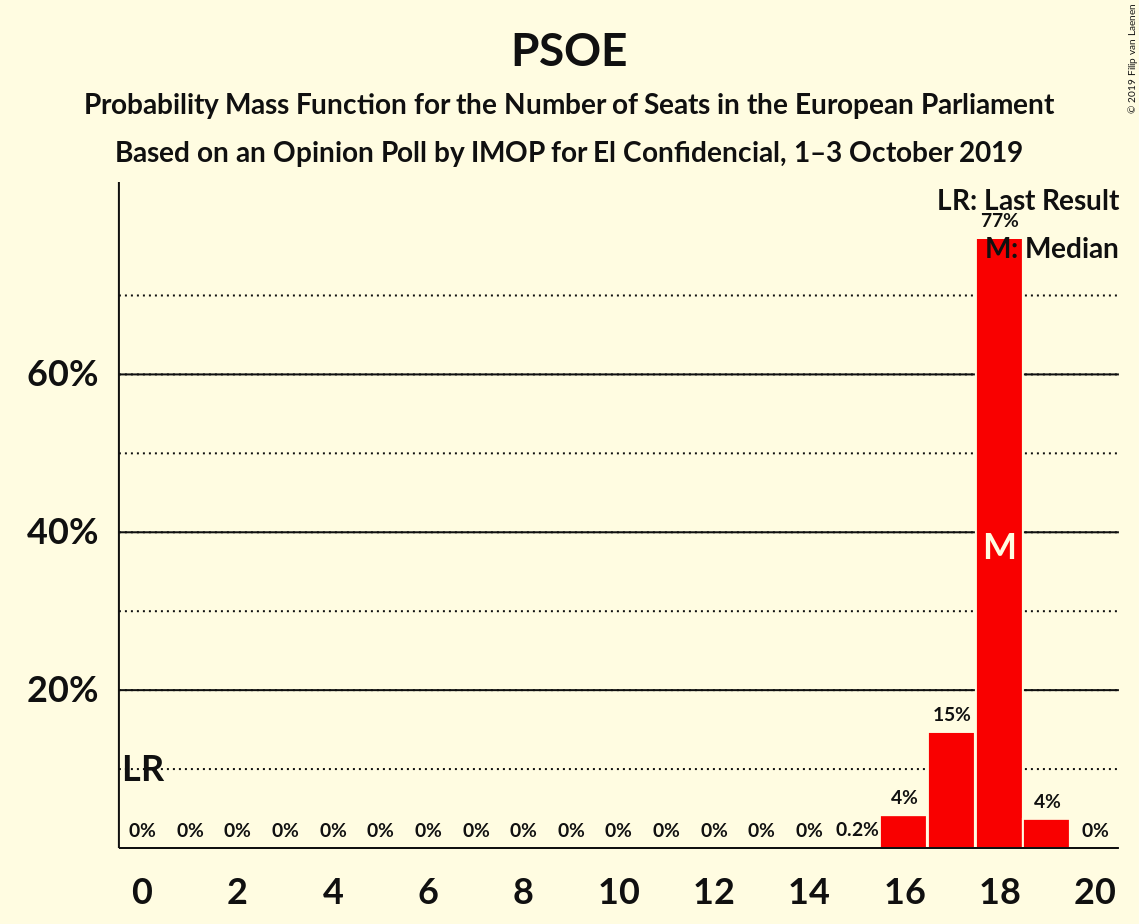 PSOE
Probability Mass Function for the Number of Seats in the European Parliament
Based on an Opinion Poll by IMOP for El Confidencial, 1–3 October 2019
© 2019 Filip van Laenen
LR: Last Result
M: Median
77%
60%
40%
M
20%
15%
LR
4%
4%
0% 0% 0% 0% 0% 0% 0% 0% 0% 0% 0% 0% 0% 0% 0% 0.2% 0%
0 2 4 6 8 10 12 14 16 18 20